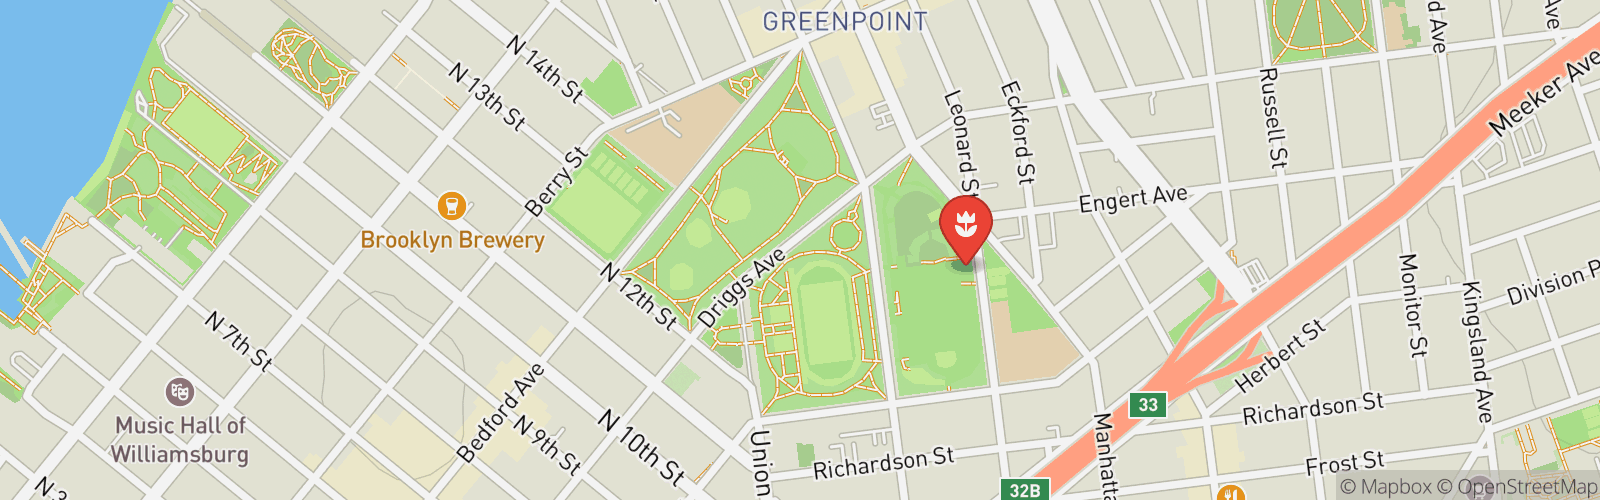 GREENPOINT
N 14th St
N 13th St
Berry St
Leonard St
Eckford St
Russell St
d Ave
Ave
Meeker Ave
Engert Ave
Brooklyn Brewery
N 12th St
Driggs Ave
Monitor St
Kingsland Ave
Division P
N 7th St
Herbert St
Music Hall of
Williamsburg
Bedford Ave
33
Richardson St
N 10th St
N 9th St
Union
Manhatta
Richardson St
Frost St
N 3
32B
© Mapbox © OpenStreetMap